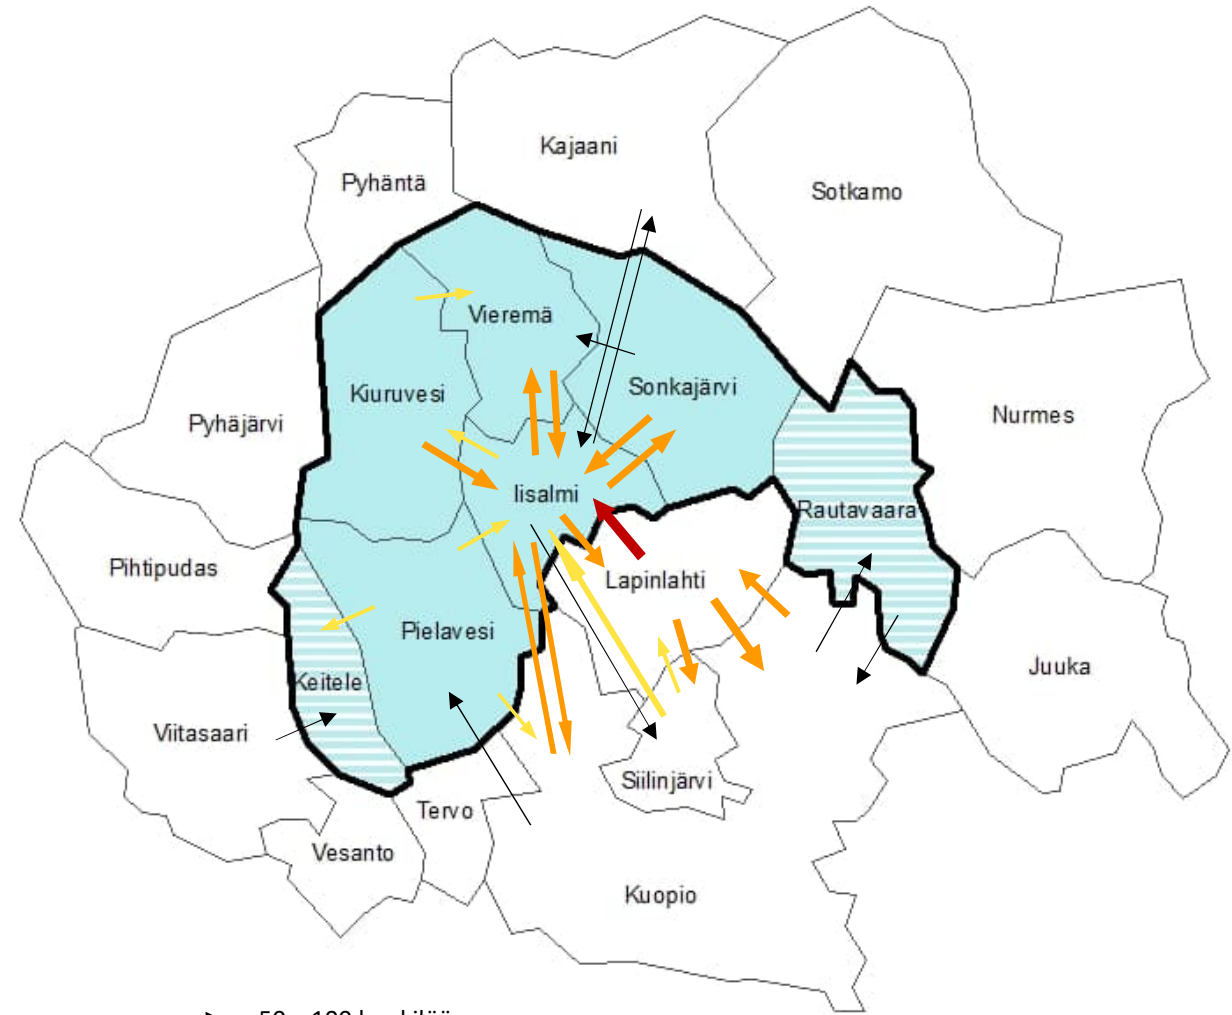 Kajaani
Pyhäntä
Sotkamo
Vieremä
Sonkajärvi
Kiuruvesi
Nurmes
Pyhäjärvi
Iisalmi
Rautavaara
Pihtipudas
Lapinlahti
Pielavesi
Juuka
Keitele
Viitasaari
Siilinjärvi
Tervo
Vesanto
Kuopio